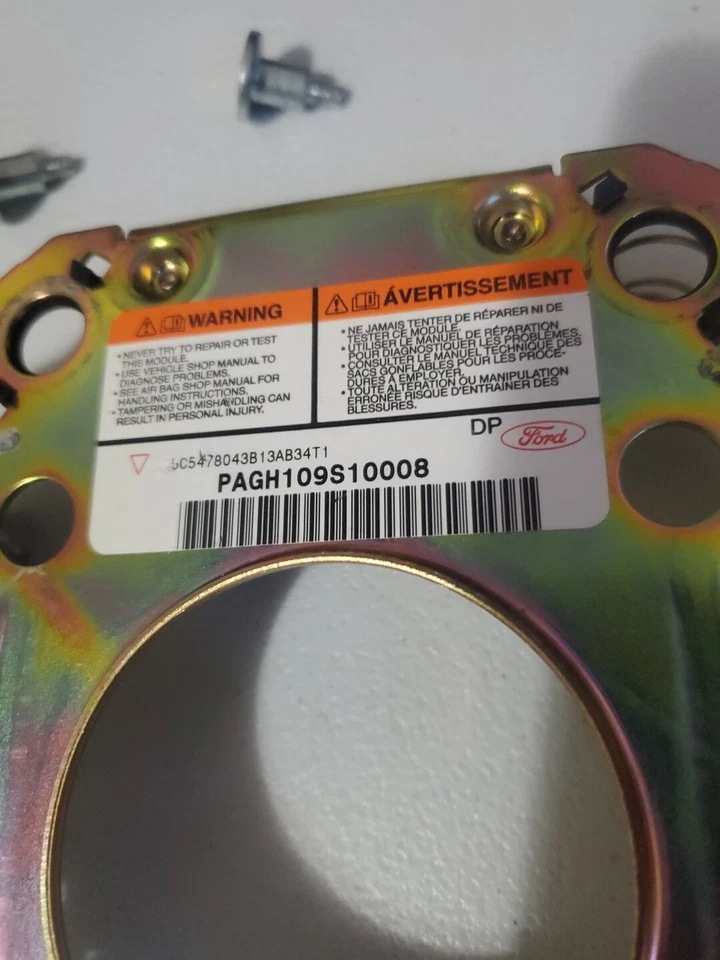 WARNING
• NEVER TRY TO REPAIR OR TEST
THIS MODULE.
• USE VEHICLE SHOP MANUAL TO
DIAGNOSE PROBLEMS.
• SEE AIR BAG SHOP MANUAL FOR
HANDLING INSTRUCTIONS.
• TAMPERING OR MISHANDLING CAN
RESULT IN PERSONAL INJURY.
ÁVERTISSEMENT
• NE JAMAIS TENTER DE RÉPARER NI DE
TESTER CE MODULE.
• UTILISER LE MANUEL DE RÉPARATION
POUR DIAGNOSTIQUER LES PROBLÈMES.
• CONSULTER LE MANUEL TECHNIQUE DES
SACS GONFLABLES POUR LES PROCÉ-
DURES À EMPLOYER.
• TOUTE ALTÉRATION OU MANIPULATION
ERRONÉE RISQUE D'ENTRAÎNER DES
BLESSURES.
DP Ford
5C5478043B13AB34T1
PAGH109S10008